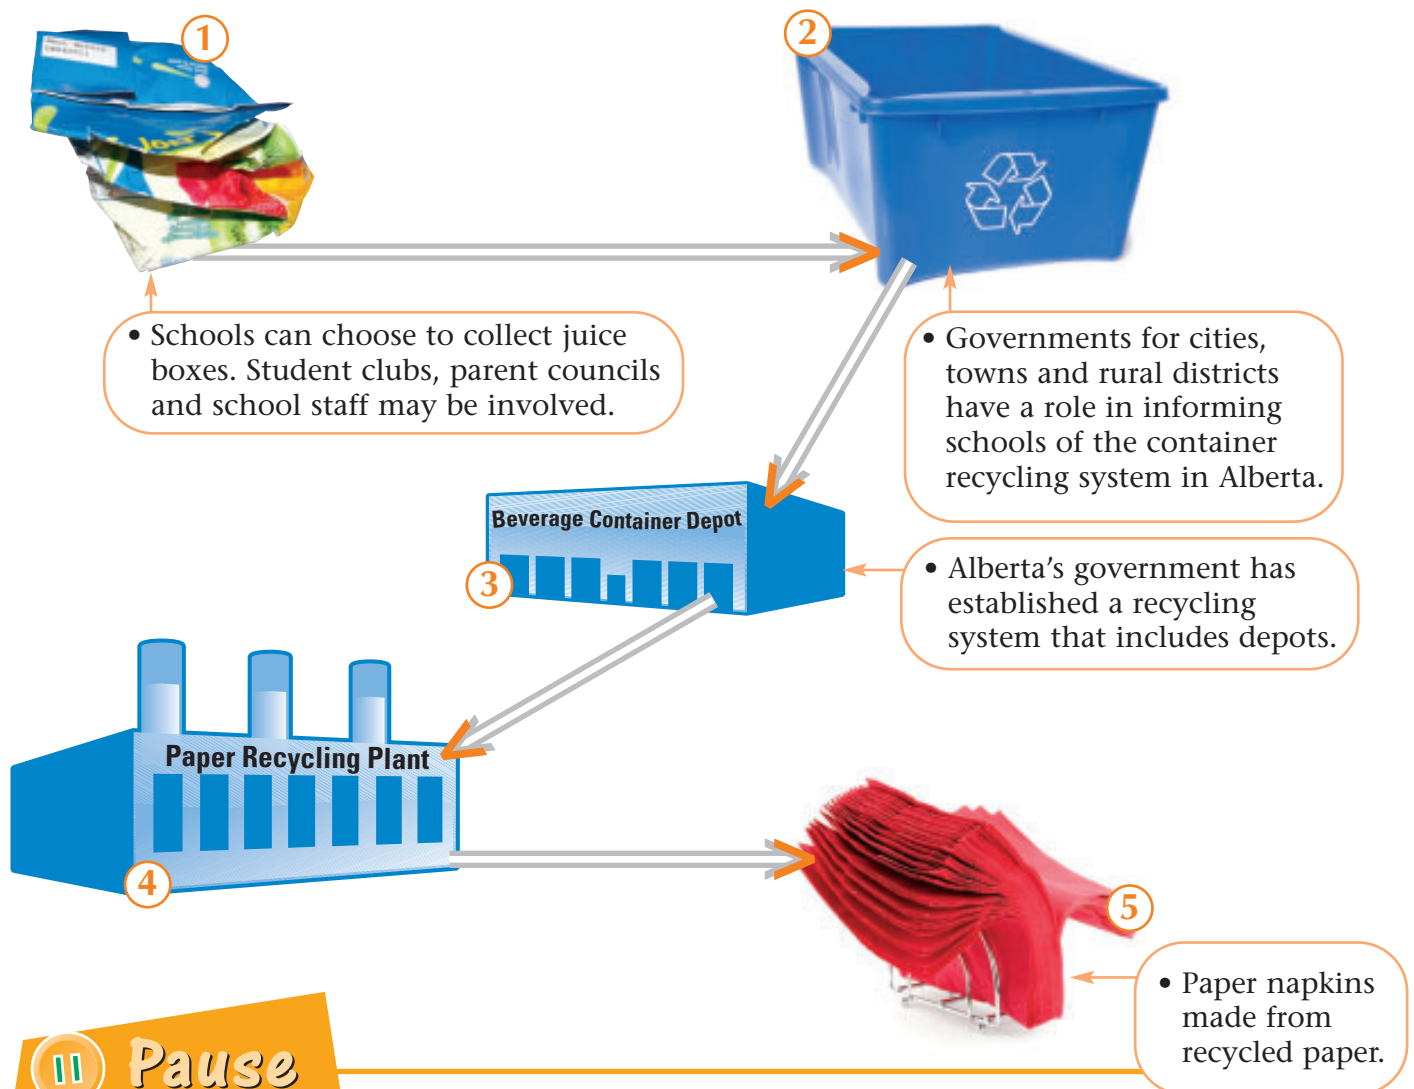 1
2
• Schools can choose to collect juice
boxes. Student clubs, parent councils
and school staff may be involved.
• Governments for cities,
towns and rural districts
have a role in informing
schools of the container
recycling system in Alberta.
Beverage Container Depot
3
• Alberta's government has
established a recycling
system that includes depots.
Paper Recycling Plant
4
5
• Paper napkins
made from
recycled paper.
Pause